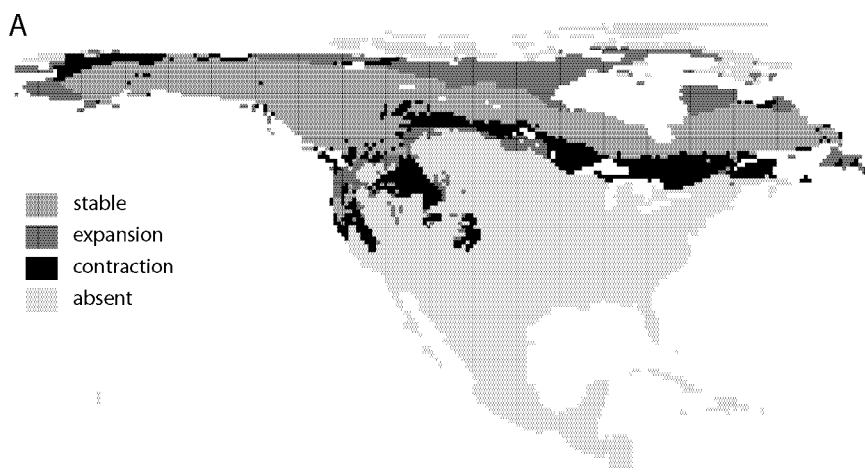 A
stable
expansion
contraction
absent